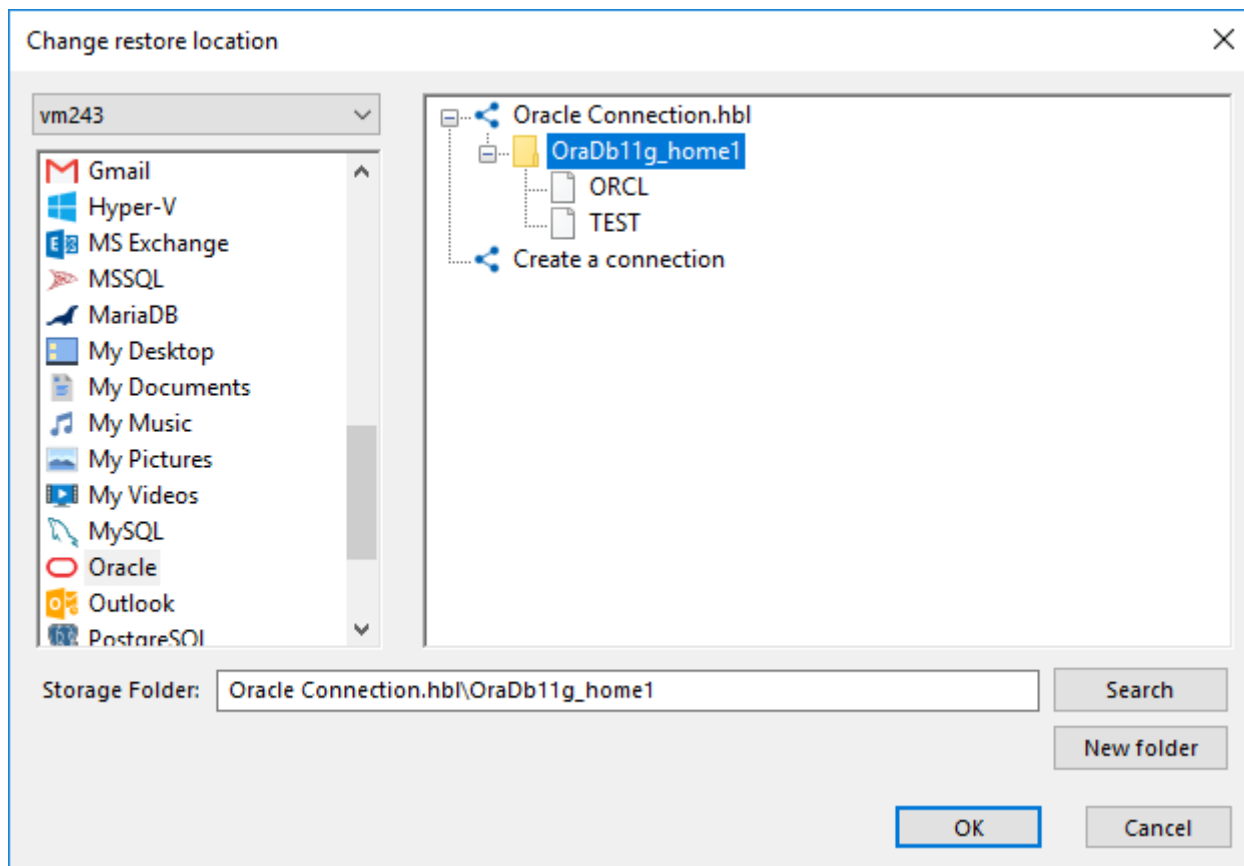 Change restore location
vm243
Gmail
Hyper-V
MS Exchange
MSSQL
MariaDB
My Desktop
My Documents
My Music
My Pictures
My Videos
MySQL
Oracle
Outlook
PostgreSQL
Oracle Connection.hbl
OraDb11g_home1
ORCL
TEST
Create a connection
Storage Folder: Oracle Connection.hbl\OraDb11g_home1 Search
New folder
OK Cancel